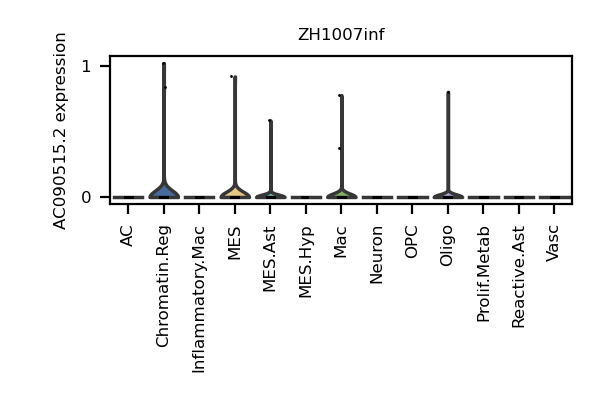 ZH1007inf
AC090515.2 expression
1
0
AC
Chromatin.Reg
Inflammatory.Mac
MES
MES.Ast
MES.Hyp
Mac
Neuron
OPC
Oligo
Prolif.Metab
Reactive.Ast
Vasc